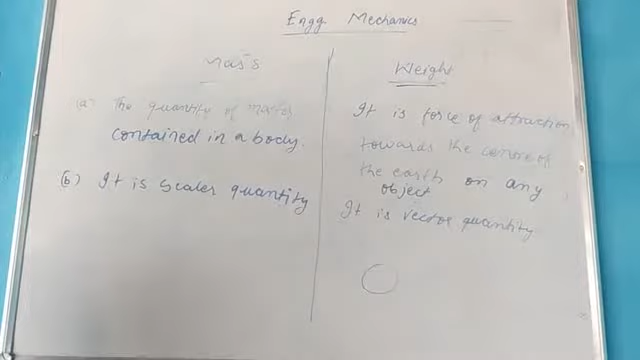 Engg. Mechanics
Mass
(a) The quantity of matter
contained in a body.
(b) It is scaler quantity
Weight
It is force of attraction
towards the centre of
the earth on any
object
It is vector quantity